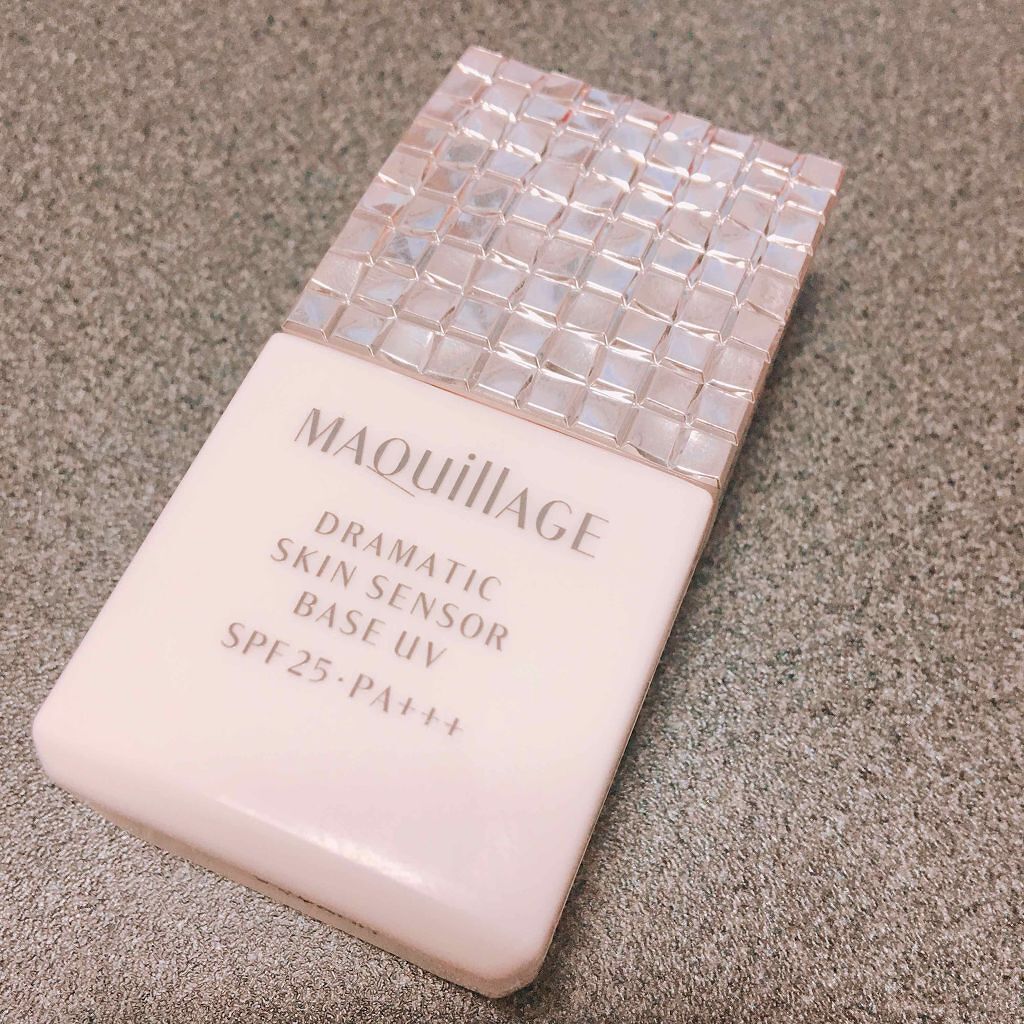 MAQuillAGE
DRAMATIC
SKIN SENSOR
BASE UV
SPF25・PA+++